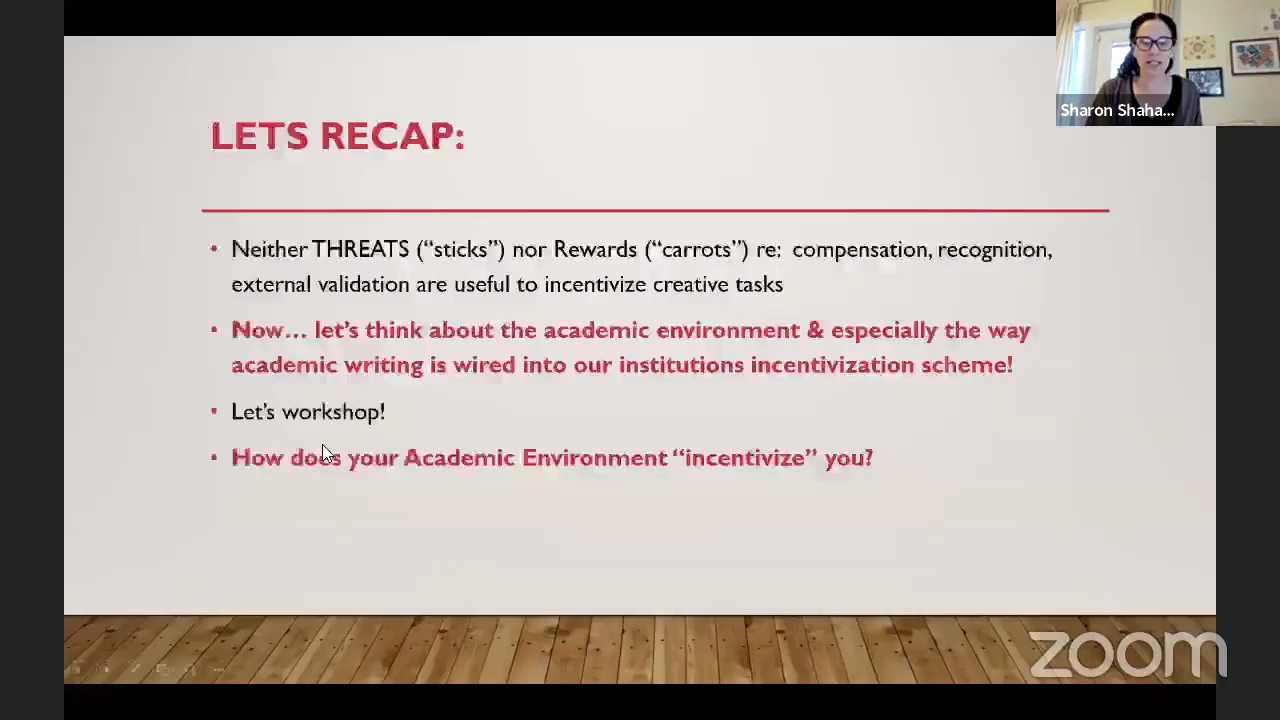 LETS RECAP:
Sharon Shaha...
• Neither THREATS (“sticks”) nor Rewards (“carrots”) re:  compensation, recognition,
external validation are useful to incentivize creative tasks
• Now… let’s think about the academic environment & especially the way
academic writing is wired into our institutions incentivization scheme!
• Let’s workshop!
• How does your Academic Environment “incentivize” you?
zoom